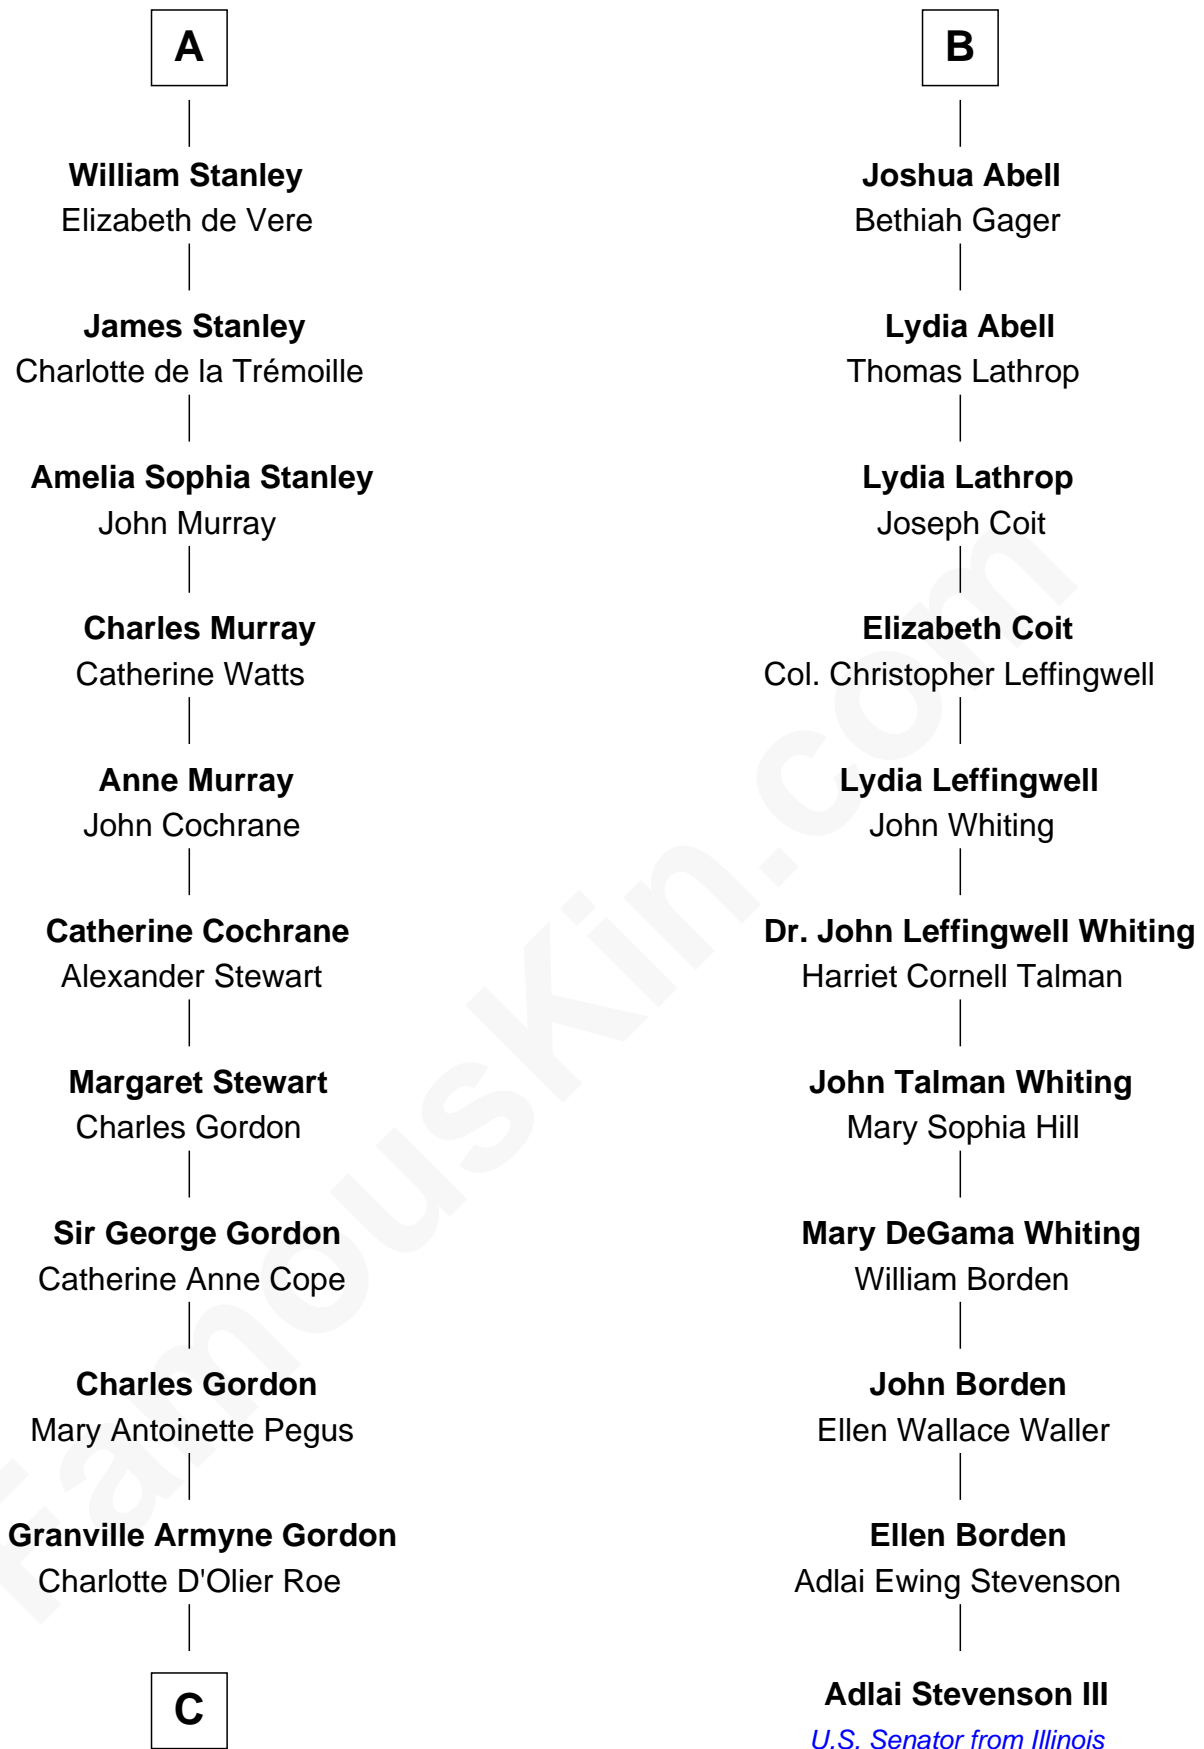 A
William Stanley
Elizabeth de Vere
James Stanley
Charlotte de la Trémoille
Amelia Sophia Stanley
John Murray
Charles Murray
Catherine Watts
Anne Murray
John Cochrane
Catherine Cochrane
Alexander Stewart
Margaret Stewart
Charles Gordon
Sir George Gordon
Catherine Anne Cope
Charles Gordon
Mary Antoinette Pegus
Granville Armyne Gordon
Charlotte D'Olier Roe
C
B
Joshua Abell
Bethiah Gager
Lydia Abell
Thomas Lathrop
Lydia Lathrop
Joseph Coit
Elizabeth Coit
Col. Christopher Leffingwell
Lydia Leffingwell
John Whiting
Dr. John Leffingwell Whiting
Harriet Cornell Talman
John Talman Whiting
Mary Sophia Hill
Mary DeGama Whiting
William Borden
John Borden
Ellen Wallace Waller
Ellen Borden
Adlai Ewing Stevenson
Adlai Stevenson III
U.S. Senator from Illinois
FamousKin.com